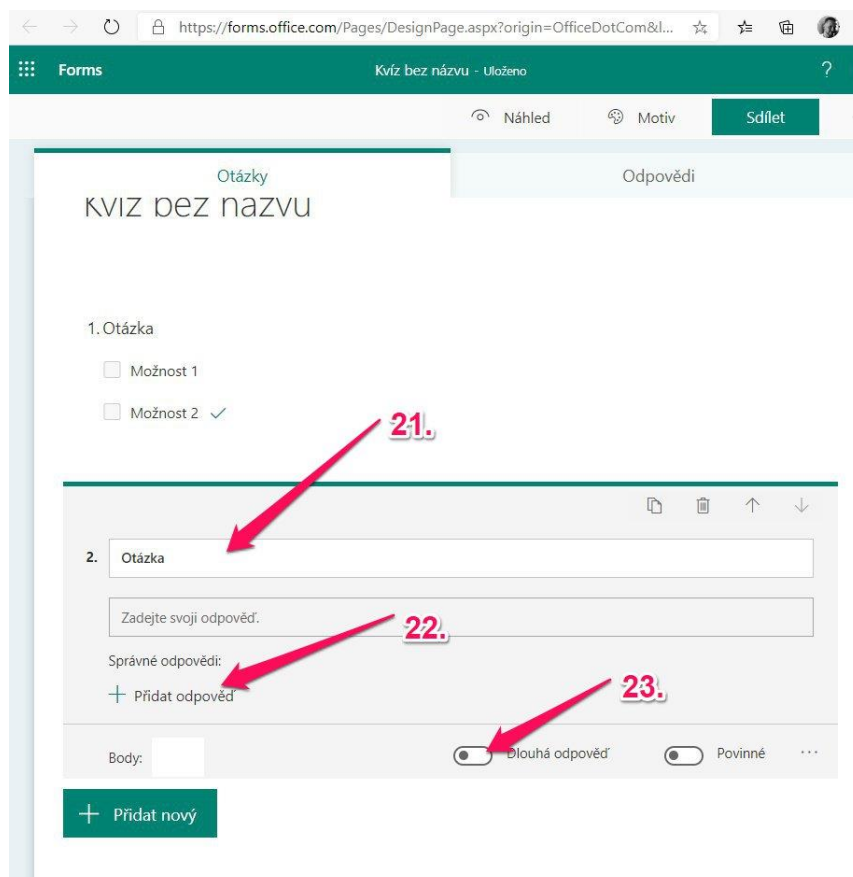 https://forms.office.com/Pages/DesignPage.aspx?origin=OfficeDotCom&l...
Forms
Kvíz bez názvu - Uloženo
?
Náhled
Motiv
Sdílet
Otázky
Odpovědi
Kvíz bez názvu
1. Otázka
Možnost 1
Možnost 2
21.
2. Otázka
Zadejte svoji odpověď.
22.
Správné odpovědi:
+ Přidat odpověď
23.
Body:
Dlouhá odpověď
Povinné
...
+ Přidat nový